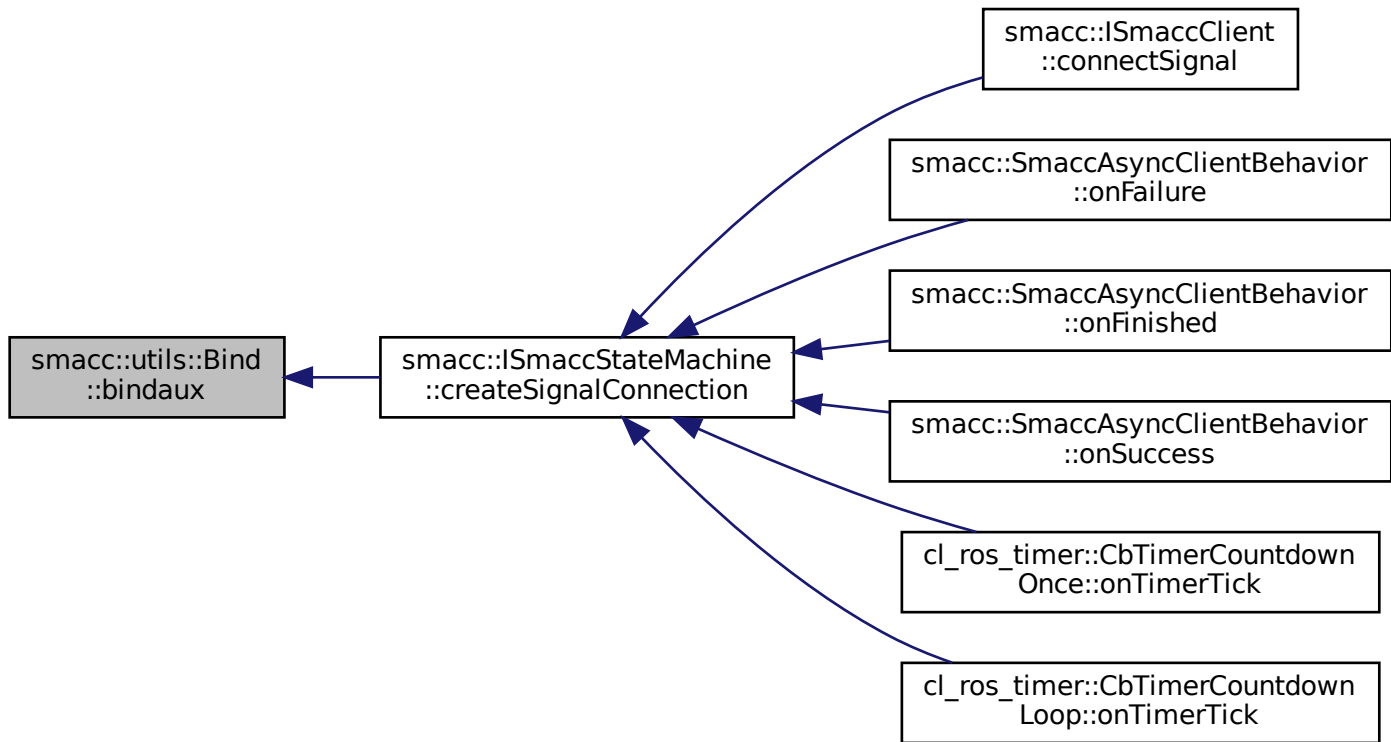 smacc::ISmaccClient
::connectSignal
smacc::SmaccAsyncClientBehavior
::onFailure
smacc::SmaccAsyncClientBehavior
::onFinished
smacc::utils::Bind
::bindaux
smacc::ISmaccStateMachine
::createSignalConnection
smacc::SmaccAsyncClientBehavior
::onSuccess
cl_ros_timer::CbTimerCountdown
Once::onTimerTick
cl_ros_timer::CbTimerCountdown
Loop::onTimerTick